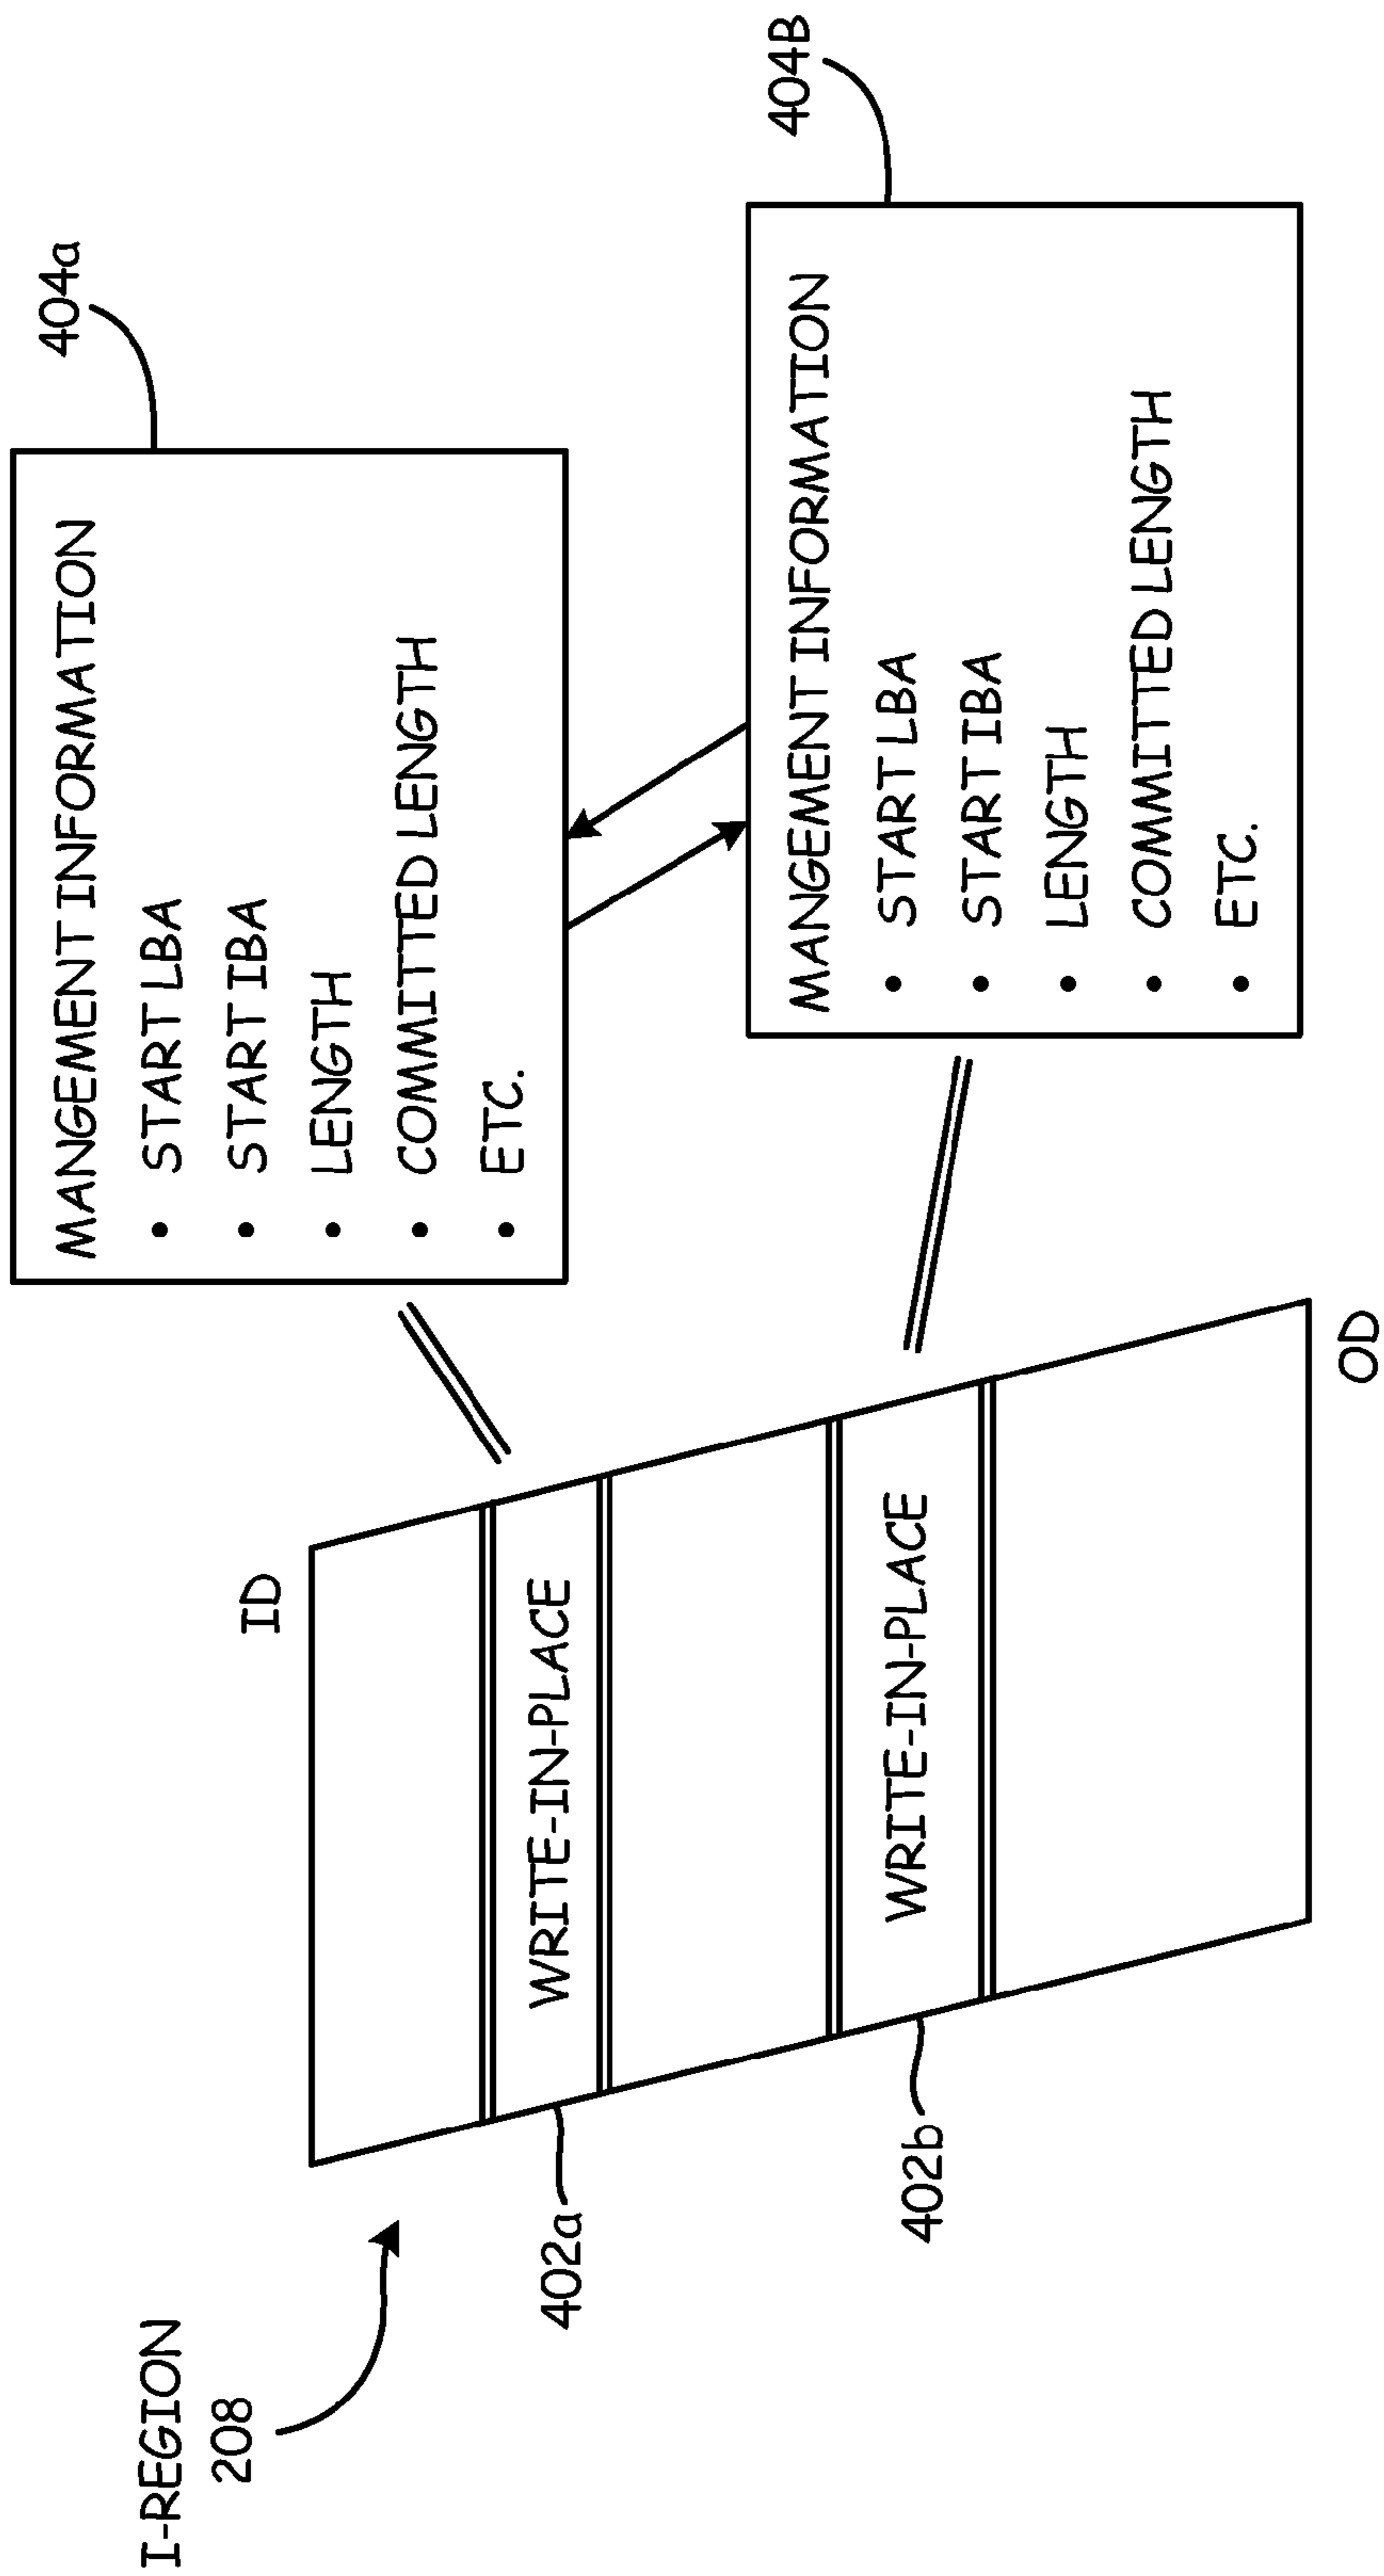 I-REGION
208
ID
WRITE-IN-PLACE
402a
WRITE-IN-PLACE
402b
OD
404a
MANGEMENT INFORMATION
• START LBA
• START IBA
• LENGTH
• COMMITTED LENGTH
• ETC.
404B
MANGEMENT INFORMATION
• START LBA
• START IBA
• LENGTH
• COMMITTED LENGTH
• ETC.